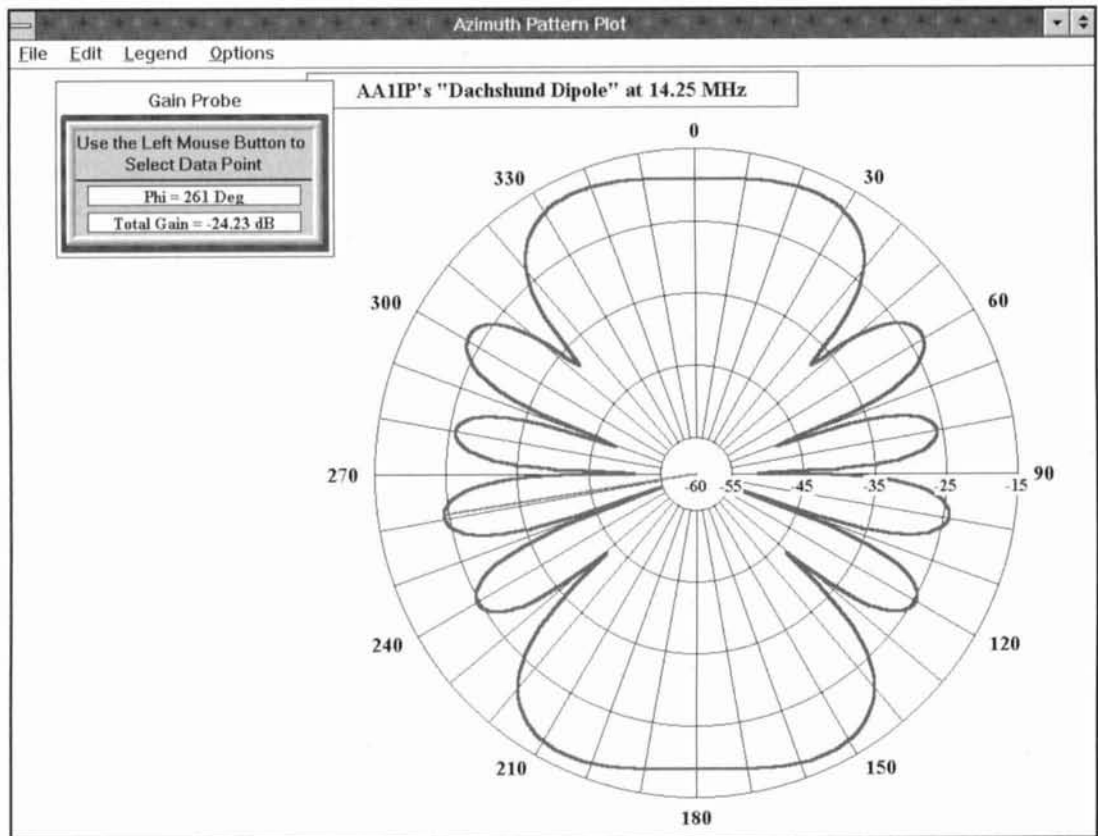 Azimuth Pattern Plot
File Edit Legend Options
AA1IP's "Dachshund Dipole" at 14.25 MHz
Gain Probe
Use the Left Mouse Button to
Select Data Point
Phi = 261 Deg
Total Gain = -24.23 dB
0
330
30
300
60
270
-60 -55 -45 -35 -25 -15
90
240
120
210
150
180